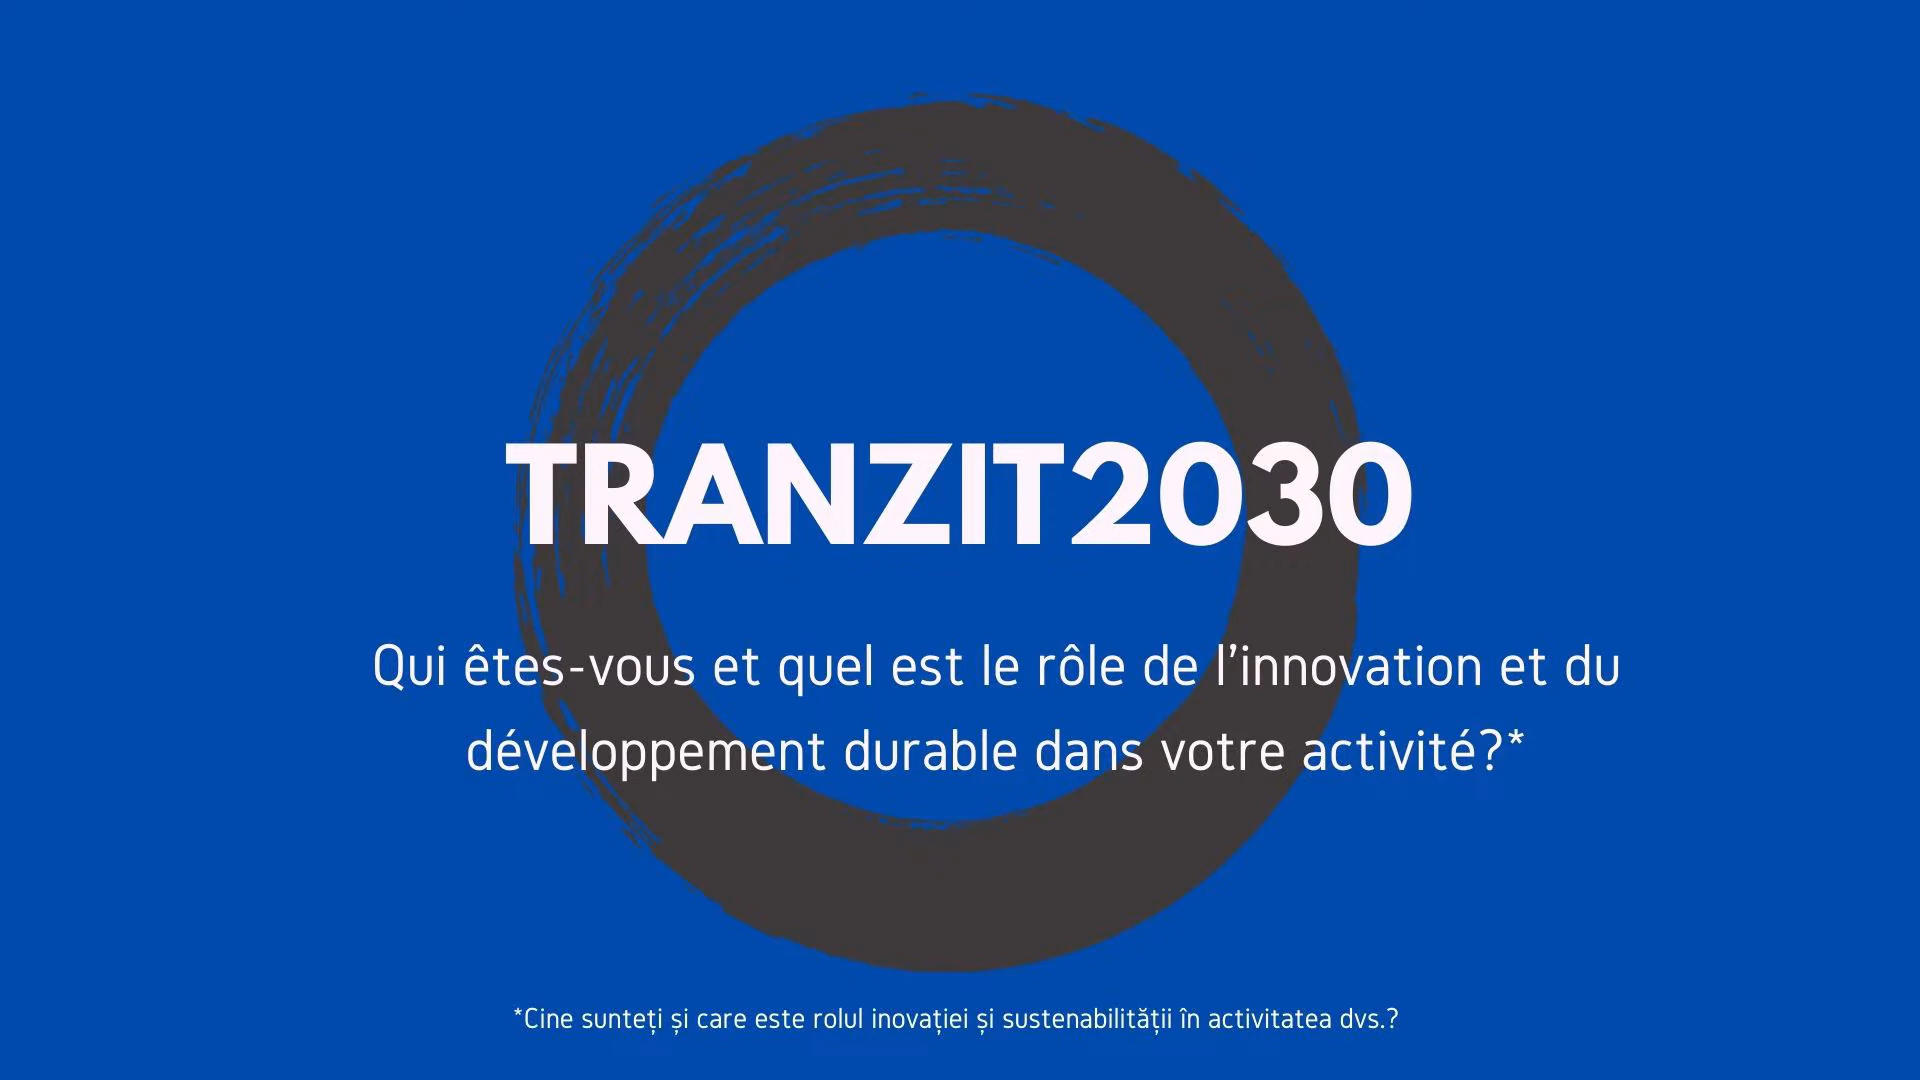 TRANZIT2030
Qui êtes-vous et quel est le rôle de l'innovation et du
développement durable dans votre activité?*
*Cine sunteți și care este rolul inovației și sustenabilității în activitatea dvs.?